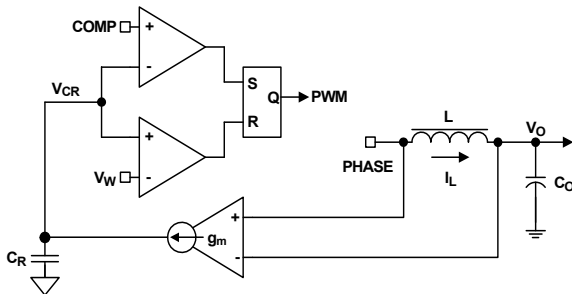 COMP
+
-
V_CR
S
Q
PWM
R
+
-
V_W
L
V_O
PHASE
I_L
C_O
+
g_m
-
C_R